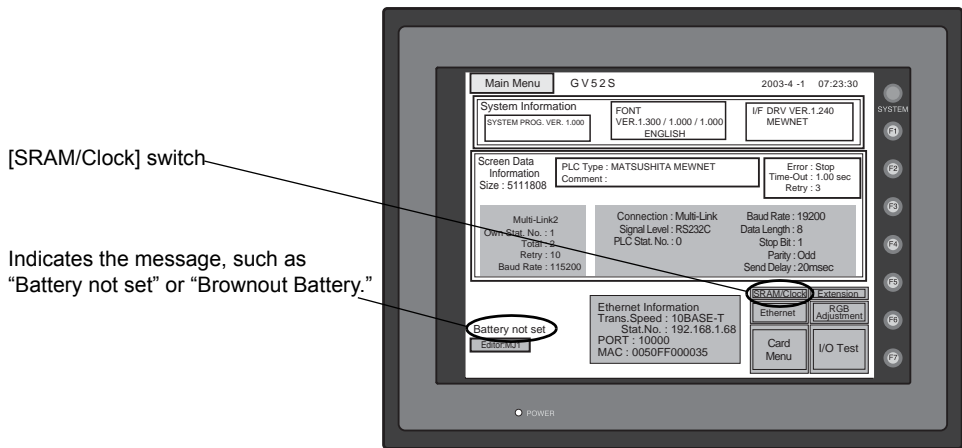 [SRAM/Clock] switch
Indicates the message, such as
“Battery not set” or “Brownout Battery.”
Main Menu
GV52S
2003-4 -1 07:23:30
System Information
SYSTEM PROG. VER. 1.000
FONT
VER.1.300 / 1.000 / 1.000
ENGLISH
I/F DRV VER.1.240
MEWNET
Screen Data
Information
Size : 5111808
PLC Type : MATSUSHITA MEWNET
Comment :
Error : Stop
Time-Out : 1.00 sec
Retry : 3
Multi-Link2
Own Stat. No. : 1
Total : 2
Retry : 10
Baud Rate : 115200
Connection : Multi-Link
Signal Level : RS232C
PLC Stat. No. : 0
Baud Rate : 19200
Data Length : 8
Stop Bit : 1
Parity : Odd
Send Delay : 20msec
Battery not set
Editor:MJ1
Ethernet Information
Trans.Speed : 10BASE-T
Stat.No. : 192.168.1.68
PORT : 10000
MAC : 0050FF000035
SRAM/Clock
Extension
Ethernet
RGB
Adjustment
Card
Menu
I/O Test
SYSTEM
F1
F2
F3
F4
F5
F6
F7
POWER